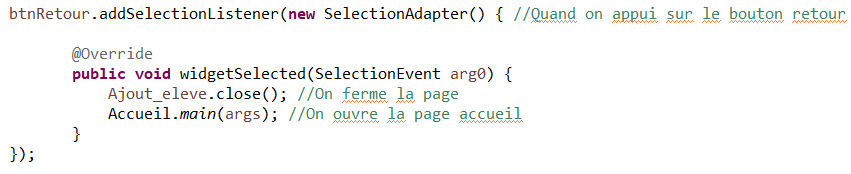 btnRetour.addSelectionListener(new SelectionAdapter() { //Quand on appui sur le bouton retour
@Override
public void widgetSelected(SelectionEvent arg0) {
Ajout_eleve.close(); //On ferme la page
Accueil.main(args); //On ouvre la page accueil
}
});